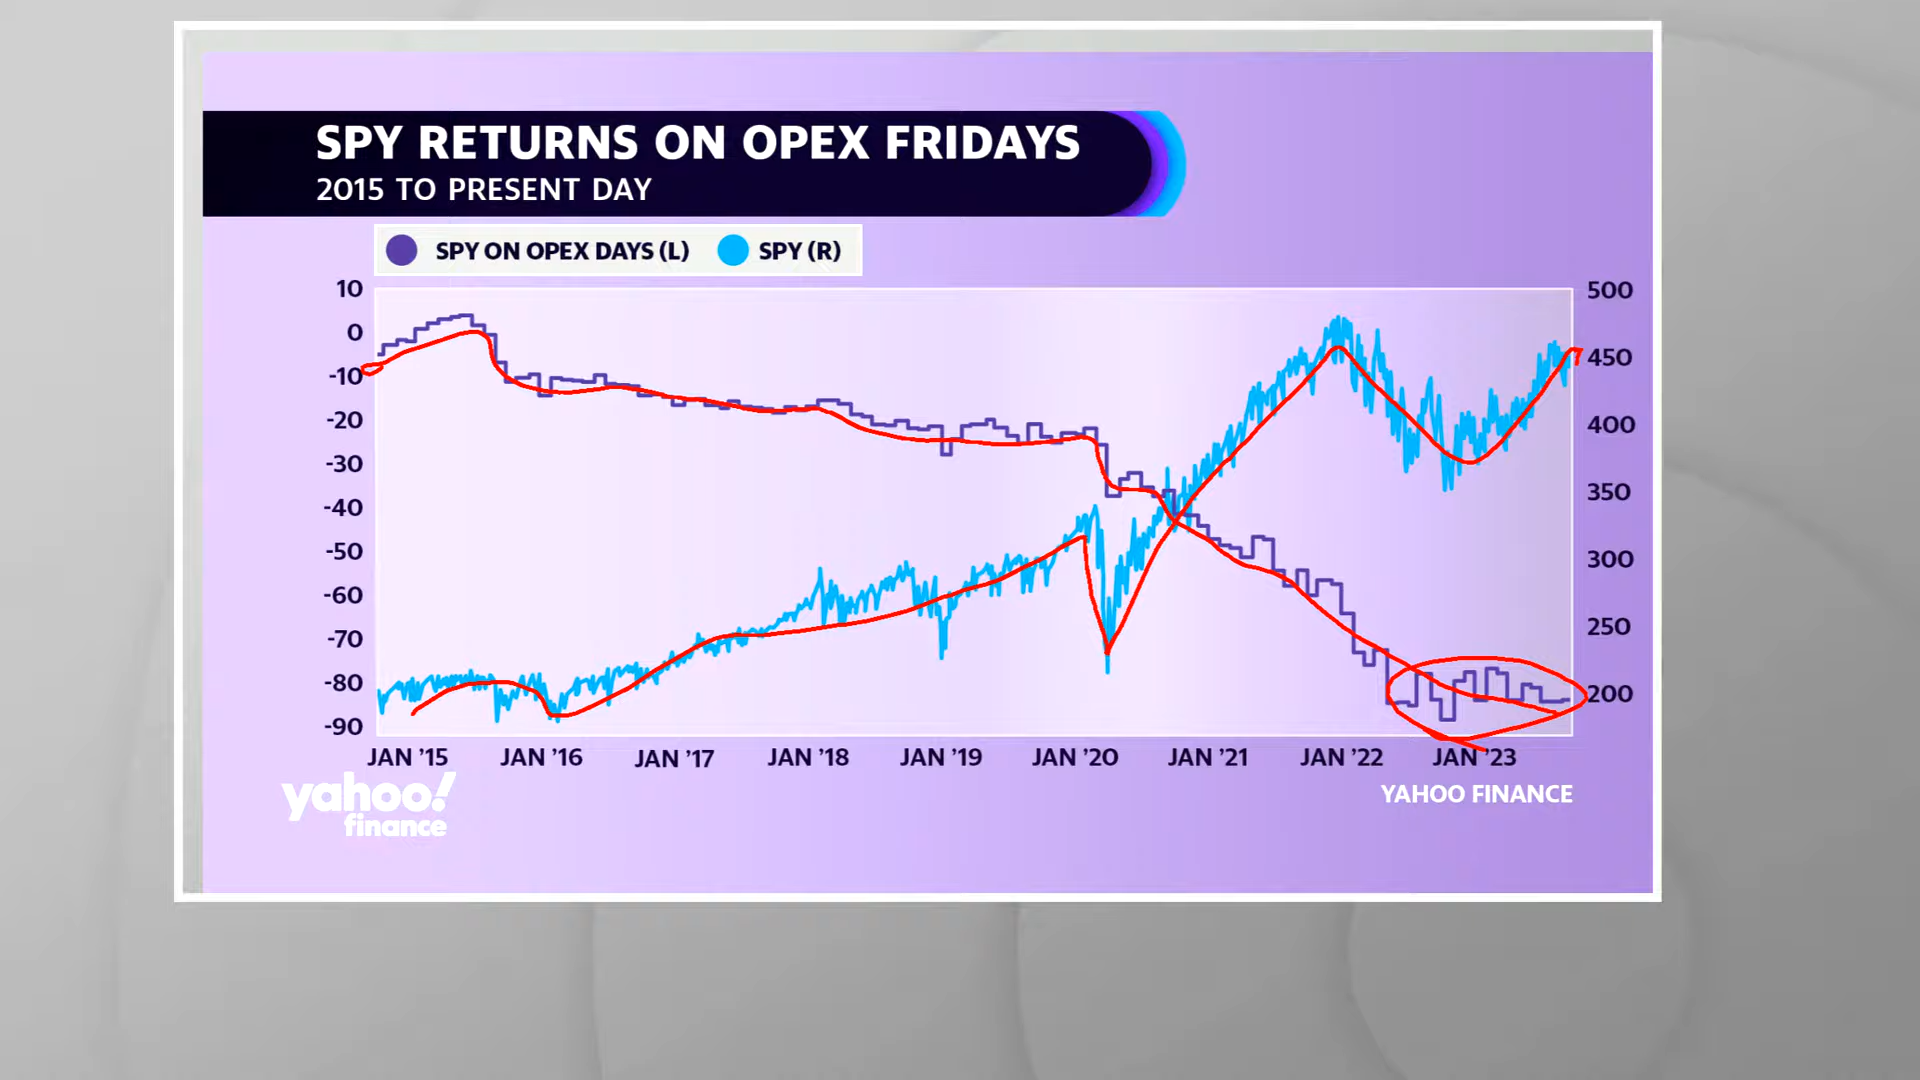 SPY RETURNS ON OPEX FRIDAYS
2015 TO PRESENT DAY
SPY ON OPEX DAYS (L) SPY (R)
10 500
0
450
-10
-20 400
-30
350
-40
-50 300
-60
250
-70
-80 200
-90
JAN ’15 JAN ’16 JAN ’17 JAN ’18 JAN ’19 JAN ’20 JAN ’21 JAN ’22 JAN ’23
yahoo!
finance
YAHOO FINANCE